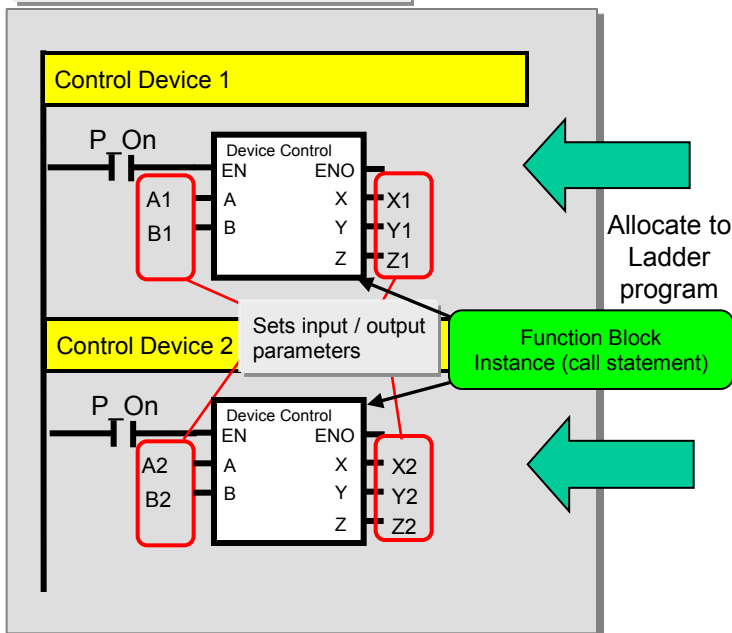 Control Device 1
P_On
Device Control
EN ENO
A1 A X X1
B1 B Y Y1
Z Z1
Allocate to
Ladder
program
Sets input / output
parameters
Function Block
Instance (call statement)
Control Device 2
P_On
Device Control
EN ENO
A2 A X X2
B2 B Y Y2
Z Z2